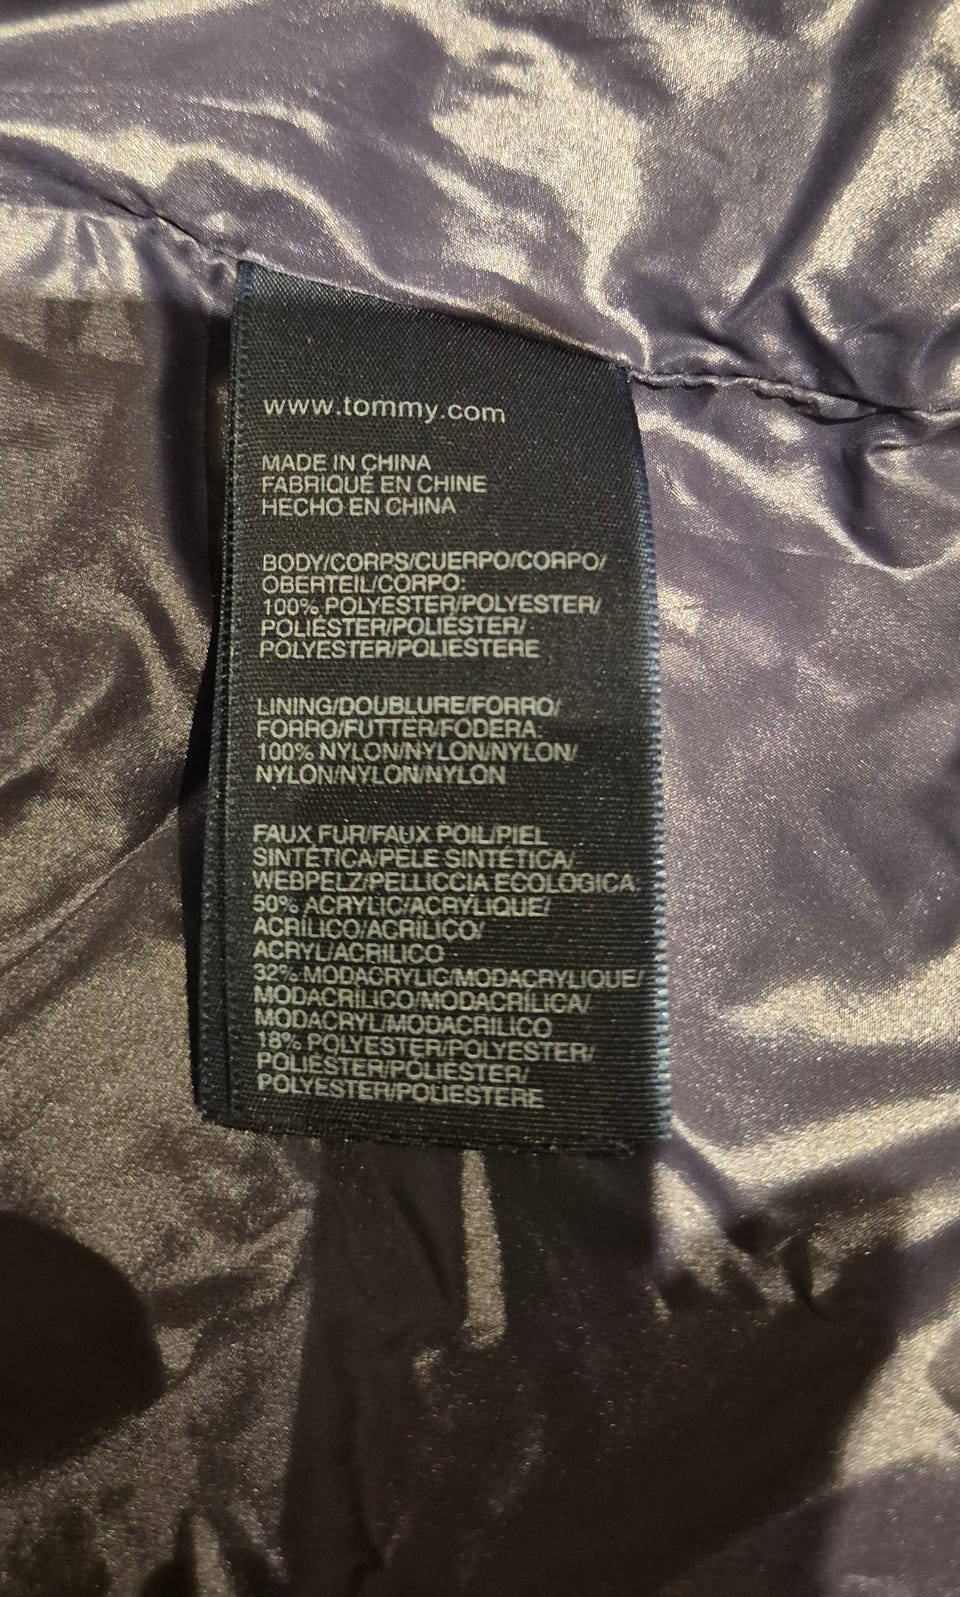 www.tommy.com
MADE IN CHINA
FABRIQUÉ EN CHINE
HECHO EN CHINA
BODY/CORPS/CUERPO/CORPO/
OBERTEIL/CORPO:
100% POLYESTER/POLYESTER/
POLIÉSTER/POLIÉSTER/
POLYESTER/POLIESTERE
LINING/DOUBLURE/FORRO/
FORRO/FUTTER/FODERA:
100% NYLON/NYLON/NYLON/
NYLON/NYLON/NYLON
FAUX FUR/FAUX POIL/PIEL
SINTÉTICA/PELE SINTÉTICA/
WEBPELZ/PELLICCIA ECOLOGICA:
50% ACRYLIC/ACRYLIQUE/
ACRÍLICO/ACRÍLICO/
ACRYL/ACRILICO
32% MODACRYLIC/MODACRYLIQUE/
MODACRÍLICO/MODACRÍLICA/
MODACRYL/MODACRILICO
18% POLYESTER/POLYESTER/
POLIÉSTER/POLIÉSTER/
POLYESTER/POLIESTERE